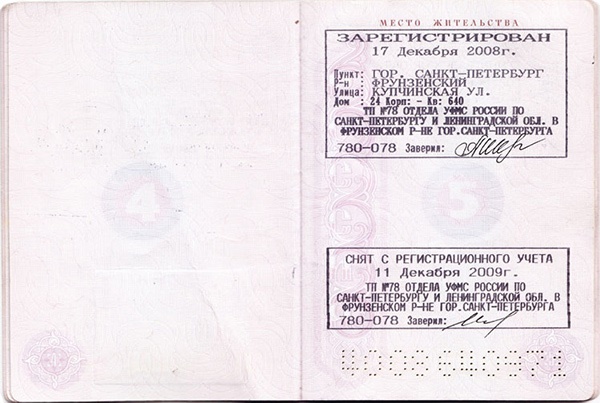 МЕСТО ЖИТЕЛЬСТВА
ЗАРЕГИСТРИРОВАН
17 Декабря 2008г.
Пункт: ГОР. САНКТ-ПЕТЕРБУРГ
Р-н : ФРУНЗЕНСКИЙ
Улица: КУПЧИНСКАЯ УЛ.
Дом : 24 Корп: - Кв: 640
ТП №78 ОТДЕЛА УФМС РОССИИ ПО
САНКТ-ПЕТЕРБУРГУ И ЛЕНИНГРАДСКОЙ ОБЛ. В
ФРУНЗЕНСКОМ Р-НЕ ГОР.САНКТ-ПЕТЕРБУРГА
780-078 Заверил:
4 5
СНЯТ С РЕГИСТРАЦИОННОГО УЧЕТА
11 Декабря 2009г.
ТП №78 ОТДЕЛА УФМС РОССИИ ПО
САНКТ-ПЕТЕРБУРГУ И ЛЕНИНГРАДСКОЙ ОБЛ. В
ФРУНЗЕНСКОМ Р-НЕ ГОР.САНКТ-ПЕТЕРБУРГА
780-078 Заверил:
4008640971